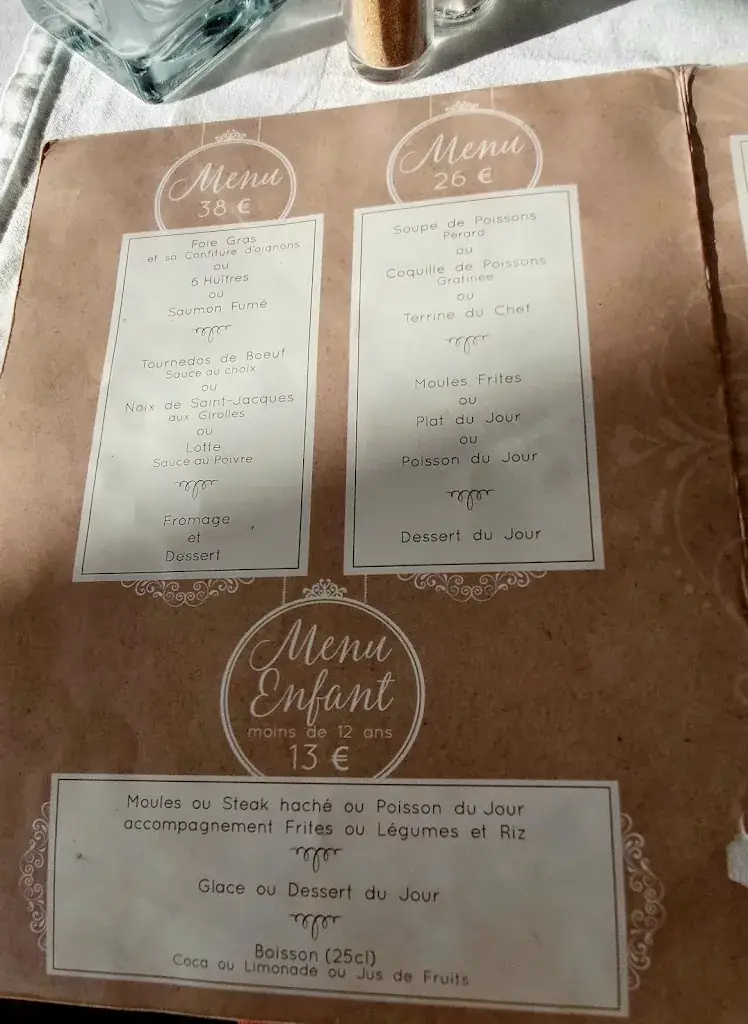 Menu
38 €
Foie Gras
et sa Confiture d'oignons
ou
6 Huîtres
ou
Saumon Fumé
Tournedos de Boeuf
Sauce au choix
ou
Noix de Saint-Jacques
aux Girolles
ou
Lotte
Sauce au Poivre
Fromage
et
Dessert
Menu
26 €
Soupe de Poissons
Pérard
ou
Coquille de Poissons
Gratinée
ou
Terrine du Chef
Moules Frites
ou
Plat du Jour
ou
Poisson du Jour
Dessert du Jour
Menu
Enfant
moins de 12 ans
13 €
Moules ou Steak haché ou Poisson du Jour
accompagnement Frites ou Légumes et Riz
Glace ou Dessert du Jour
Boisson (25cl)
Coca ou Limonade ou Jus de Fruits